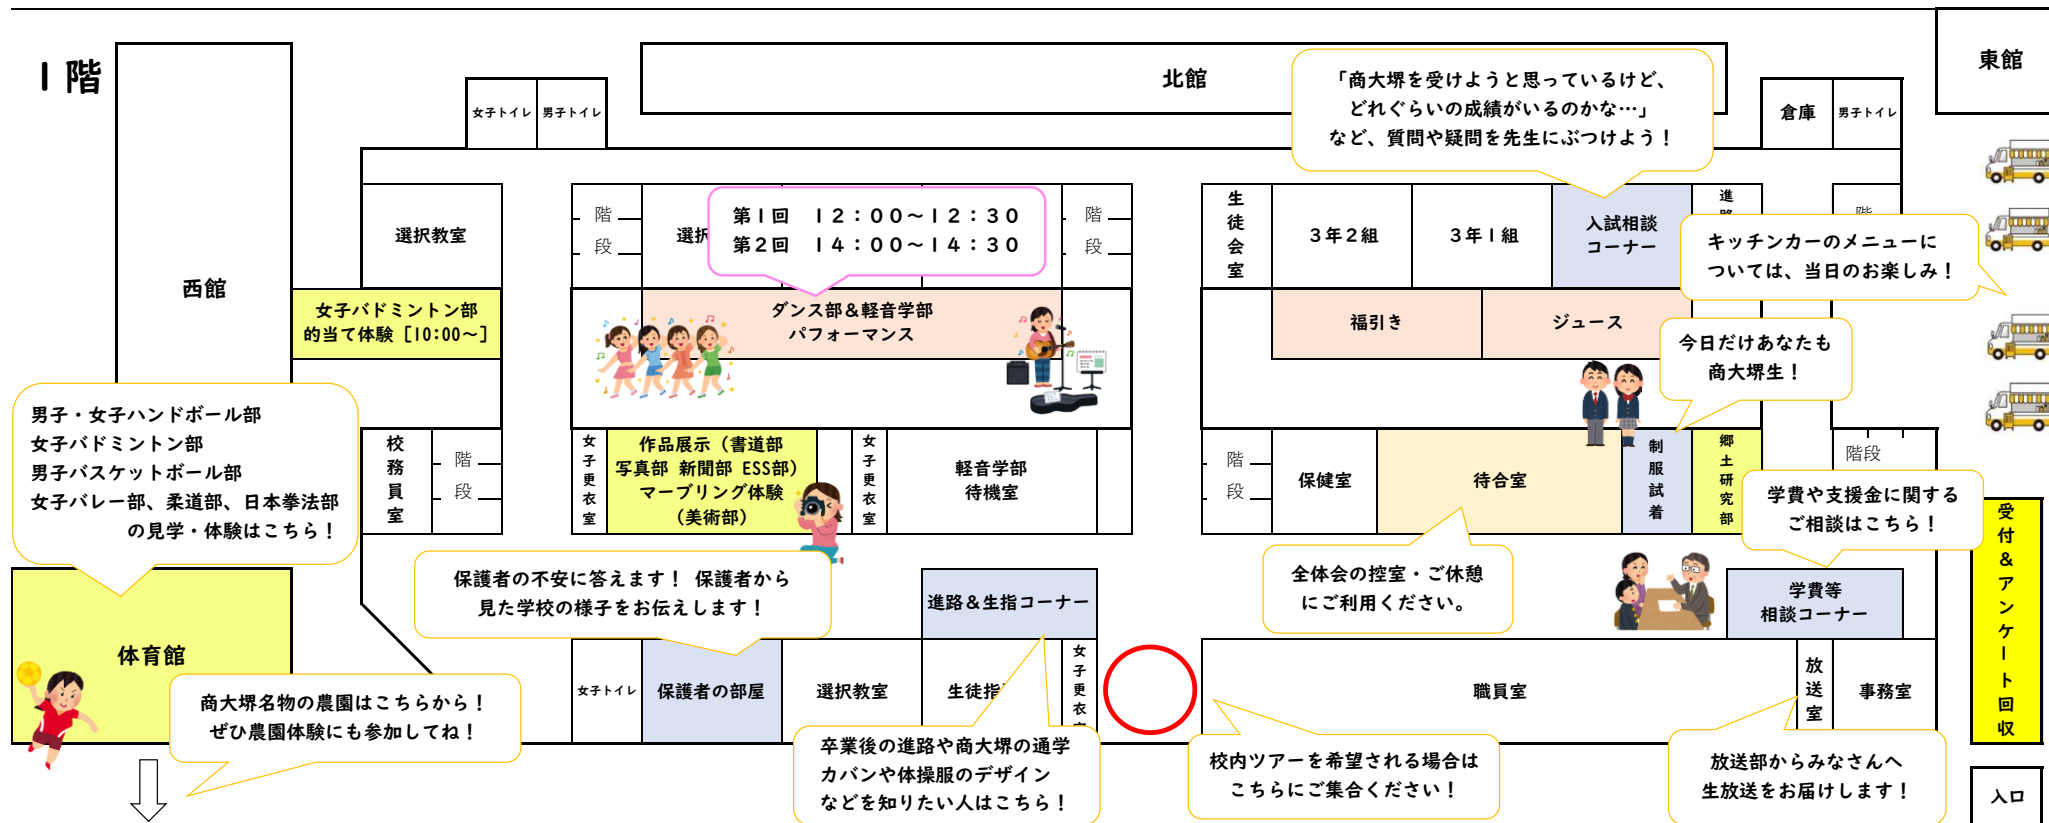 1階
西館
北館
東館
女子トイレ
男子トイレ
「商大堺を受けようと思っているけど、
どれぐらいの成績がいるのかな…」
など、質問や疑問を先生にぶつけよう!
倉庫
男子トイレ
選択教室
階
段
選択
第1回 12:00~12:30
第2回 14:00~14:30
階
段
生徒会室
3年2組
3年1組
入試相談
コーナー
進
階
キッチンカーのメニューに
ついては、当日のお楽しみ!
女子バドミントン部
的当て体験[10:00~]
ダンス部&軽音学部
パフォーマンス
福引き
ジュース
今日だけあなたも
商大堺生!
男子・女子ハンドボール部
女子バドミントン部
男子バスケットボール部
女子バレー部、柔道部、日本拳法部
の見学・体験はこちら!
校務員室
階
段
女子更衣室
作品展示(書道部
写真部 新聞部 ESS部)
マーブリング体験
(美術部)
女子更衣室
軽音学部
待機室
階
段
保健室
待合室
制服試着
郷土研究部
階段
学費や支援金に関する
ご相談はこちら!
受付&アンケート回収
保護者の不安に答えます! 保護者から
見た学校の様子をお伝えします!
進路&生指コーナー
全体会の控室・ご休憩
にご利用ください。
学費等
相談コーナー
体育館
女子トイレ
保護者の部屋
選択教室
生徒指
女子更衣
職員室
放送室
事務室
商大堺名物の農園はこちらから!
ぜひ農園体験にも参加してね!
卒業後の進路や商大堺の通学
カバンや体操服のデザイン
などを知りたい人はこちら!
校内ツアーを希望される場合は
こちらにご集合ください!
放送部からみなさんへ
生放送をお届けします!
入口